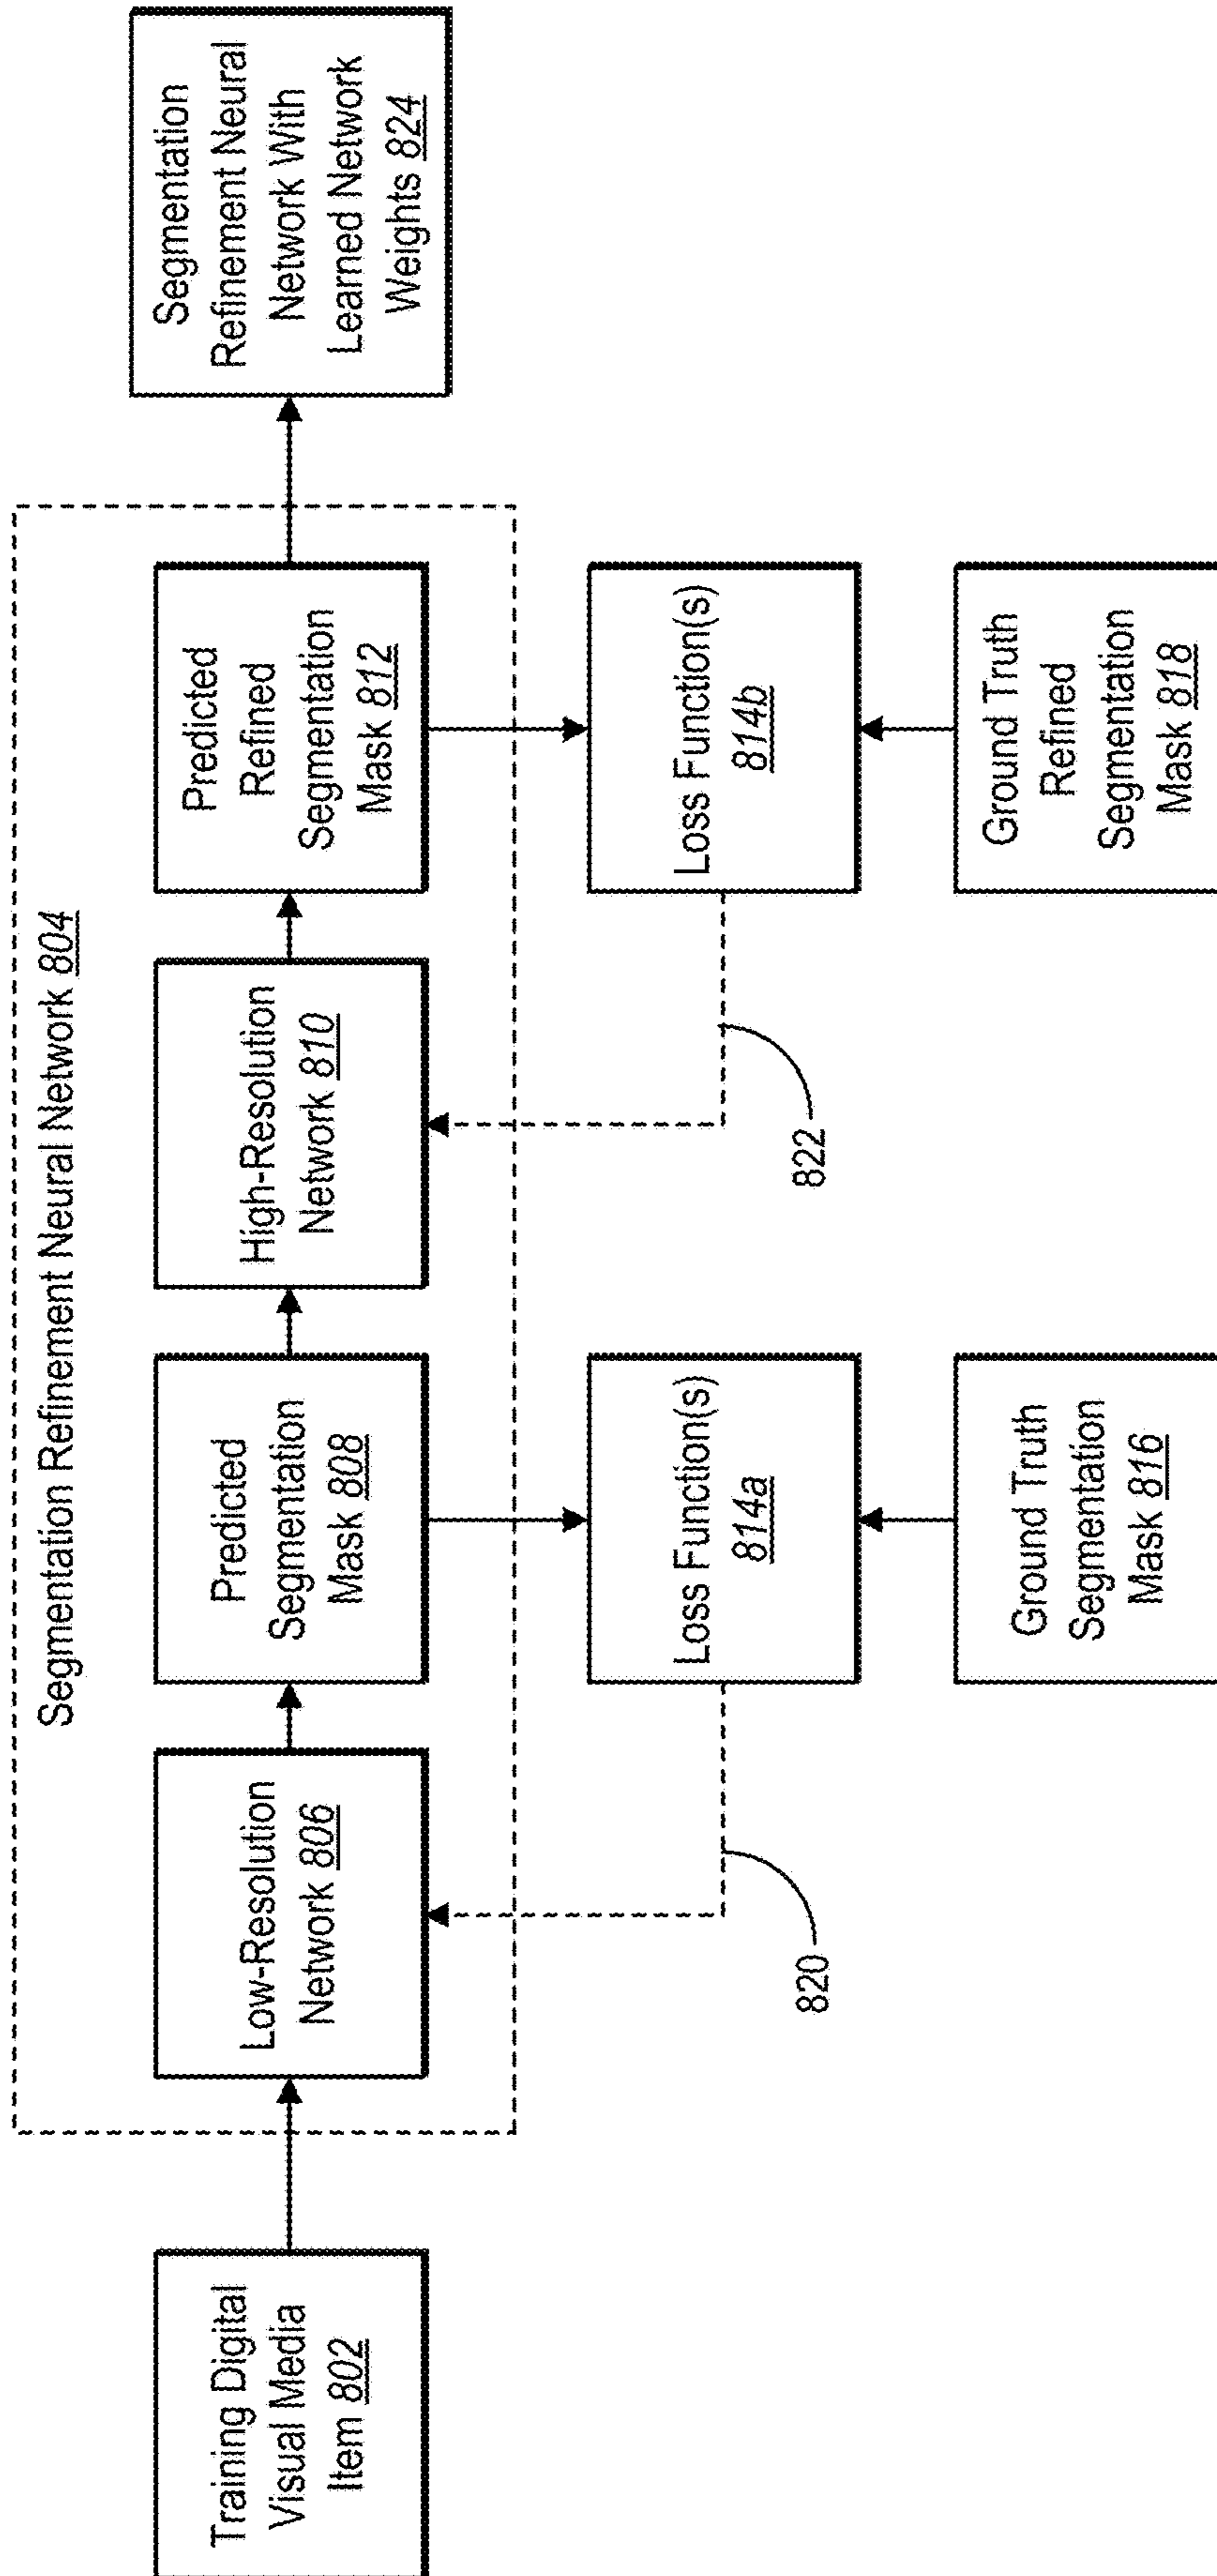 Segmentation Refinement Neural Network 804
Training Digital
Visual Media
Item 802
Low-Resolution
Network 806
Predicted
Segmentation
Mask 808
High-Resolution
Network 810
Predicted
Refined
Segmentation
Mask 812
Segmentation
Refinement Neural
Network With
Learned Network
Weights 824
Loss Function(s)
814a
Loss Function(s)
814b
820
822
Ground Truth
Segmentation
Mask 816
Ground Truth
Refined
Segmentation
Mask 818